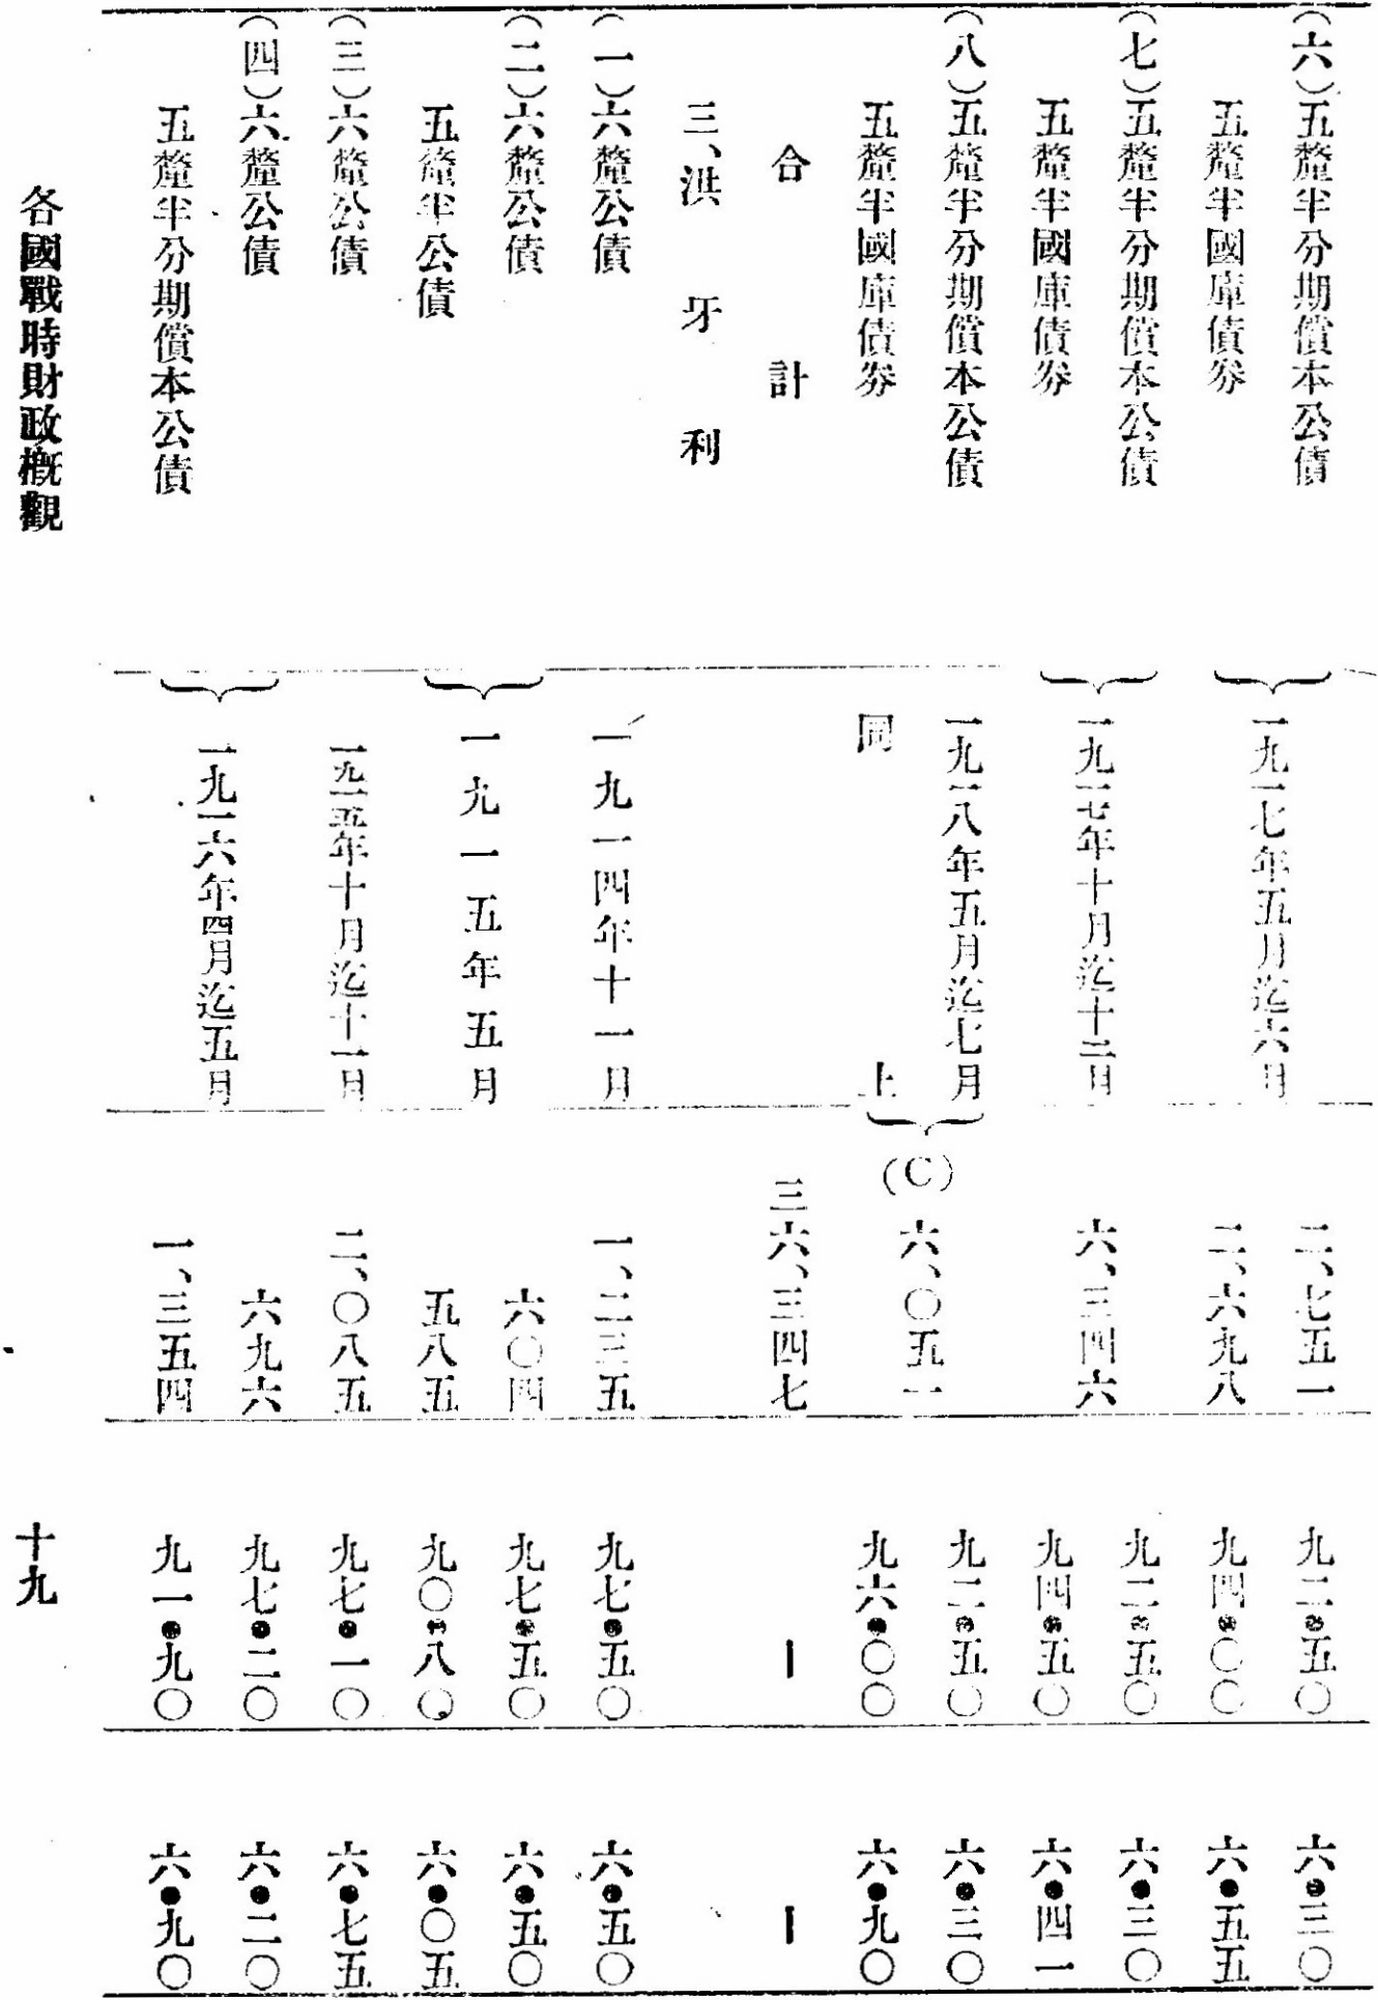 (六)五釐半分期償本公債 一九一七年五月迄六月 二、七五一 九二●五〇 六●三〇
五釐半國庫債劵 二、六九八 九四●〇〇 六●五五
(七)五釐半分期償本公債 一九一七年十月迄十二月 六、三四六 九二●五〇 六●三〇
五釐半國庫債劵 九四●五〇 六●四一
(八)五釐半分期償本公債 一九一八年五月迄七月 (C)六、〇五一 九二●五〇 六●三〇
五釐半國庫債劵 同上 九六●〇〇 六●九〇
合計 三六、三四七 — —
三、洪牙利
(一)六釐公債 一九一四年十一月 一、二三五 九七●五〇 六●五〇
(二)六釐公債 一九一五年五月 六〇四 九七●五〇 六●五〇
五釐半公債 五八五 九〇●八〇 六●〇五
(三)六釐公債 一九一五年十月迄十一月 二、〇八五 九七●一〇 六●七五
(四)六釐公債 一九一六年四月迄五月 六九六 九七●二〇 六●二〇
五釐半分期償本公債 一、三五四 九一●九〇 六●九〇
各國戰時財政槪觀
十九